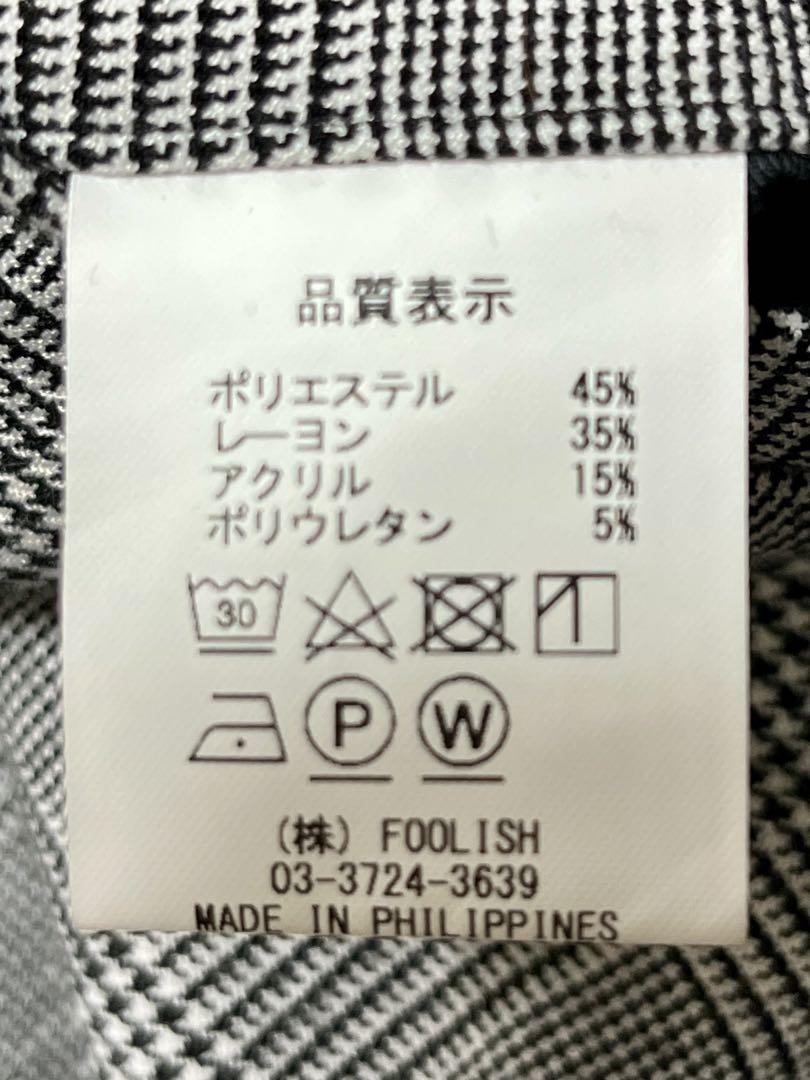 品質表示
ポリエステル 45%
レーヨン 35%
アクリル 15%
ポリウレタン 5%
30
P W
(株) FOOLISH
03-3724-3639
MADE IN PHILIPPINES